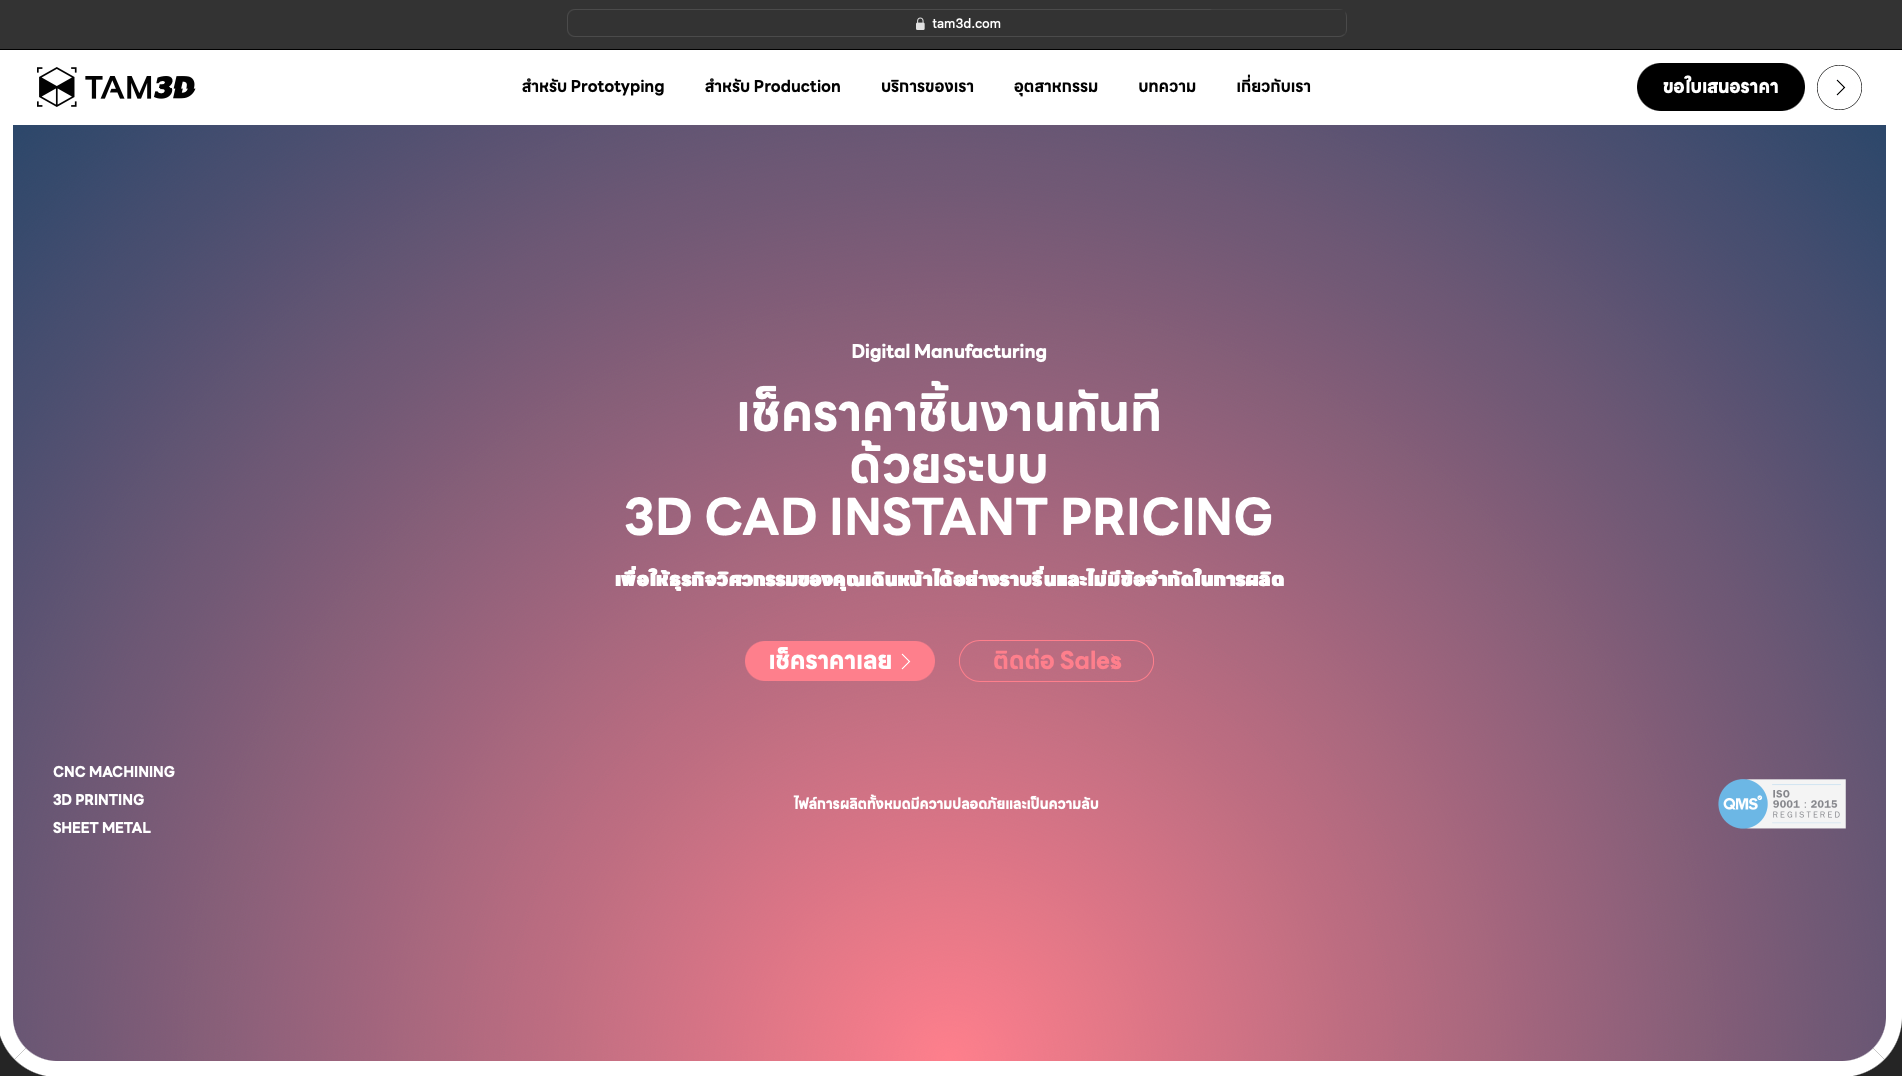 tam3d.com
TAM3D
สำหรับ Prototyping
สำหรับ Production
บริการของเรา
อุตสาหกรรม
บทความ
เกี่ยวกับเรา
ขอใบเสนอราคา
Digital Manufacturing
เช็คราคาชิ้นงานทันที
ด้วยระบบ
3D CAD INSTANT PRICING
เพื่อให้ธุรกิจวิศวกรรมของคุณเดินหน้าได้อย่างราบรื่นและไม่มีข้อจำกัดในการผลิต
เช็คราคาเลย
ติดต่อ Sales
CNC MACHINING
3D PRINTING
SHEET METAL
ไฟล์การผลิตทั้งหมดมีความปลอดภัยและเป็นความลับ
QMS
ISO
9001 : 2015
REGISTERED